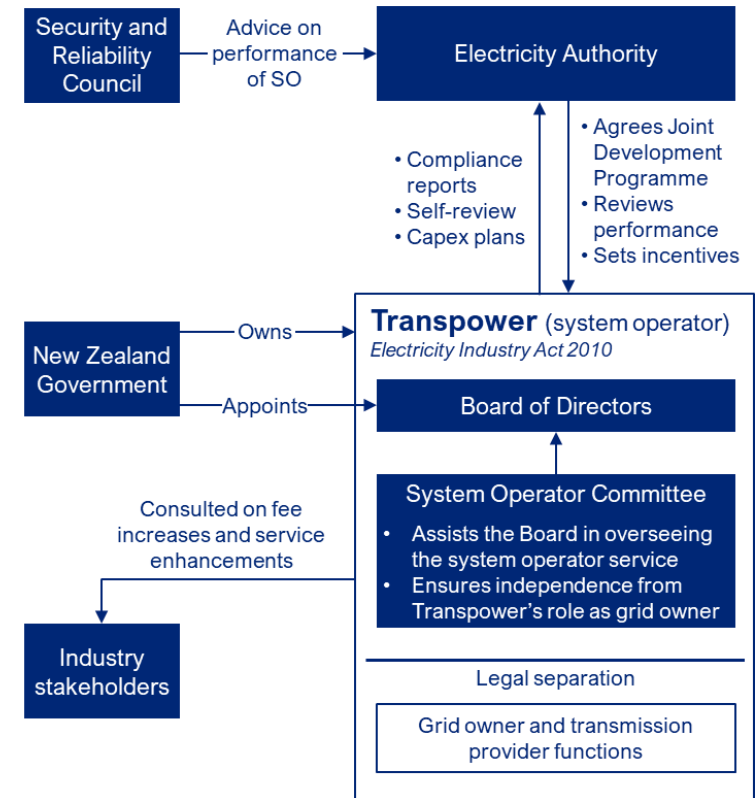 Security and
Reliability
Council
Advice on
performance
of SO
Electricity Authority
• Compliance
reports
• Self-review
• Capex plans
• Agrees Joint
Development
Programme
• Reviews
performance
• Sets incentives
New Zealand
Government
Owns
Appoints
Transpower (system operator)
Electricity Industry Act 2010
Board of Directors
System Operator Committee
• Assists the Board in overseeing
the system operator service
• Ensures independence from
Transpower's role as grid owner
Consulted on fee
increases and service
enhancements
Industry
stakeholders
Legal separation
Grid owner and transmission
provider functions